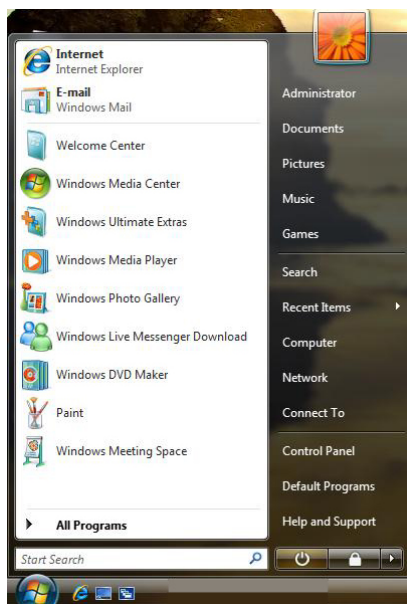 Internet
Internet Explorer
E-mail
Windows Mail
Welcome Center
Windows Media Center
Windows Ultimate Extras
Windows Media Player
Windows Photo Gallery
Windows Live Messenger Download
Windows DVD Maker
Paint
Windows Meeting Space
All Programs
Start Search
Administrator
Documents
Pictures
Music
Games
Search
Recent Items
Computer
Network
Connect To
Control Panel
Default Programs
Help and Support